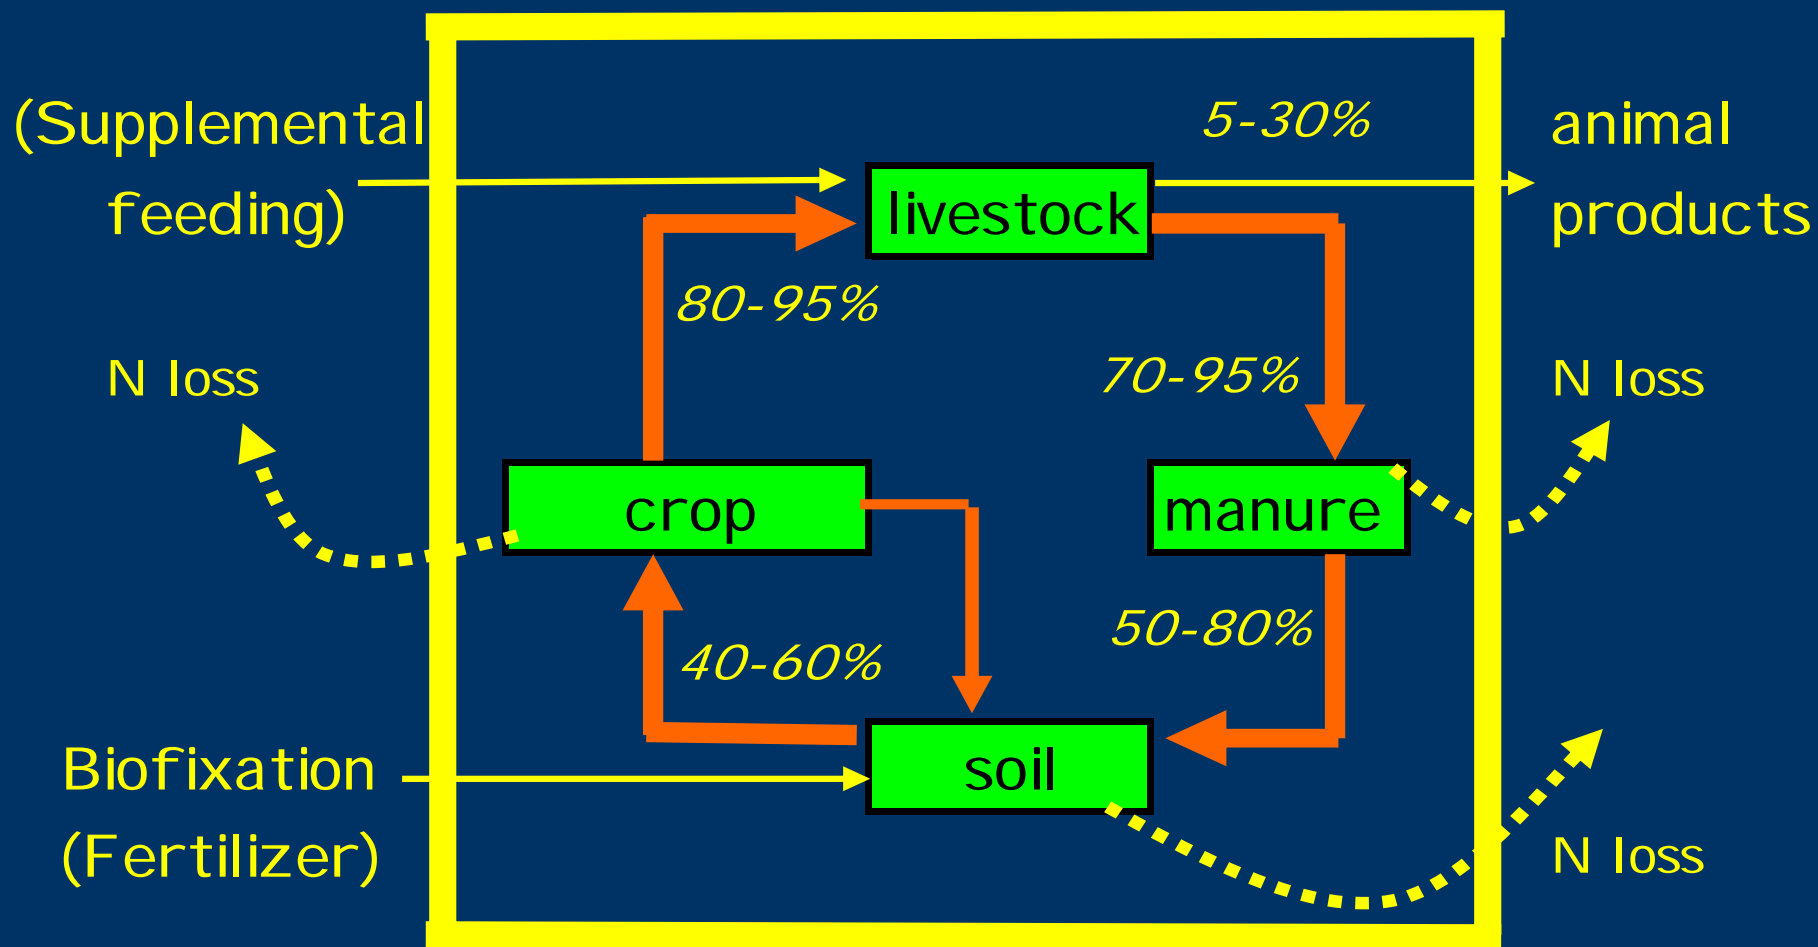 (Supplemental
feeding)
5-30%
animal
products
livestock
80-95%
70-95%
N loss
N loss
crop
manure
40-60%
50-80%
Biofixation
(Fertilizer)
soil
N loss